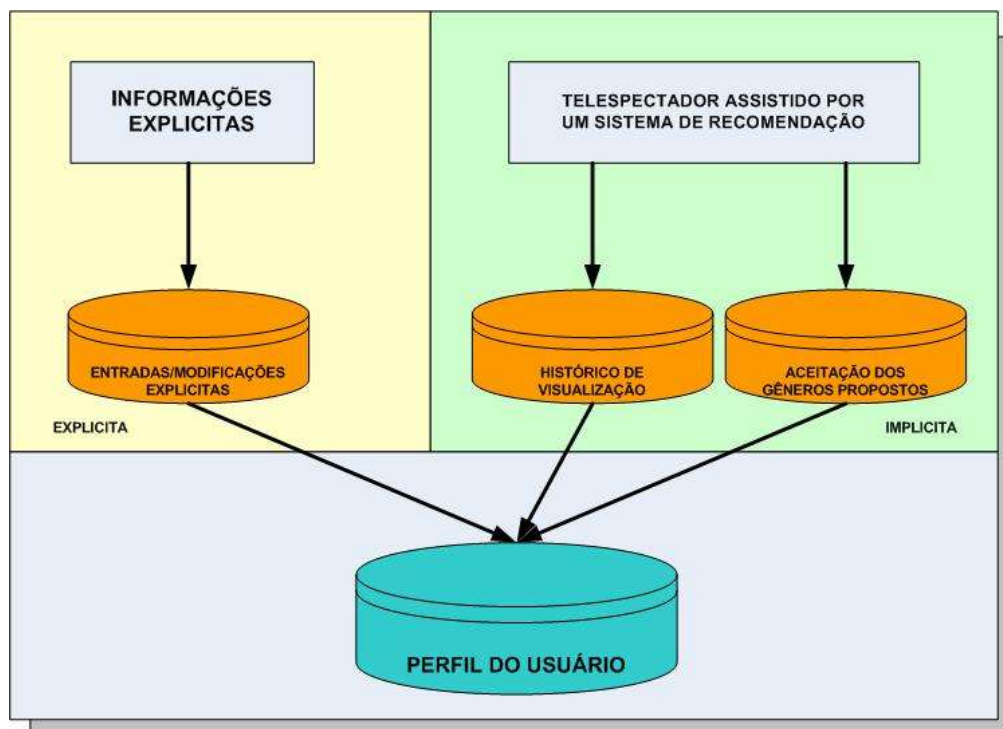 INFORMAÇÕES
EXPLICITAS
TELESPECTADOR ASSISTIDO POR
UM SISTEMA DE RECOMENDAÇÃO
ENTRADAS/MODIFICAÇÕES
EXPLICITAS
HISTÓRICO DE
VISUALIZAÇÃO
ACEITAÇÃO DOS
GÊNEROS PROPOSTOS
EXPLICITA
IMPLICITA
PERFIL DO USUÁRIO